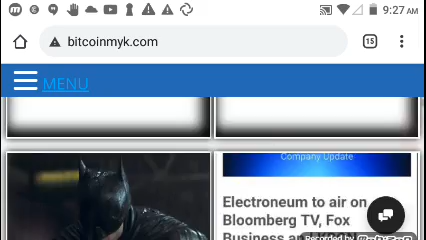 9:27 AM
bitcoinmyk.com
15
MENU
Company Update
Electroneum to air on
Bloomberg TV, Fox
Business and
Recorded by